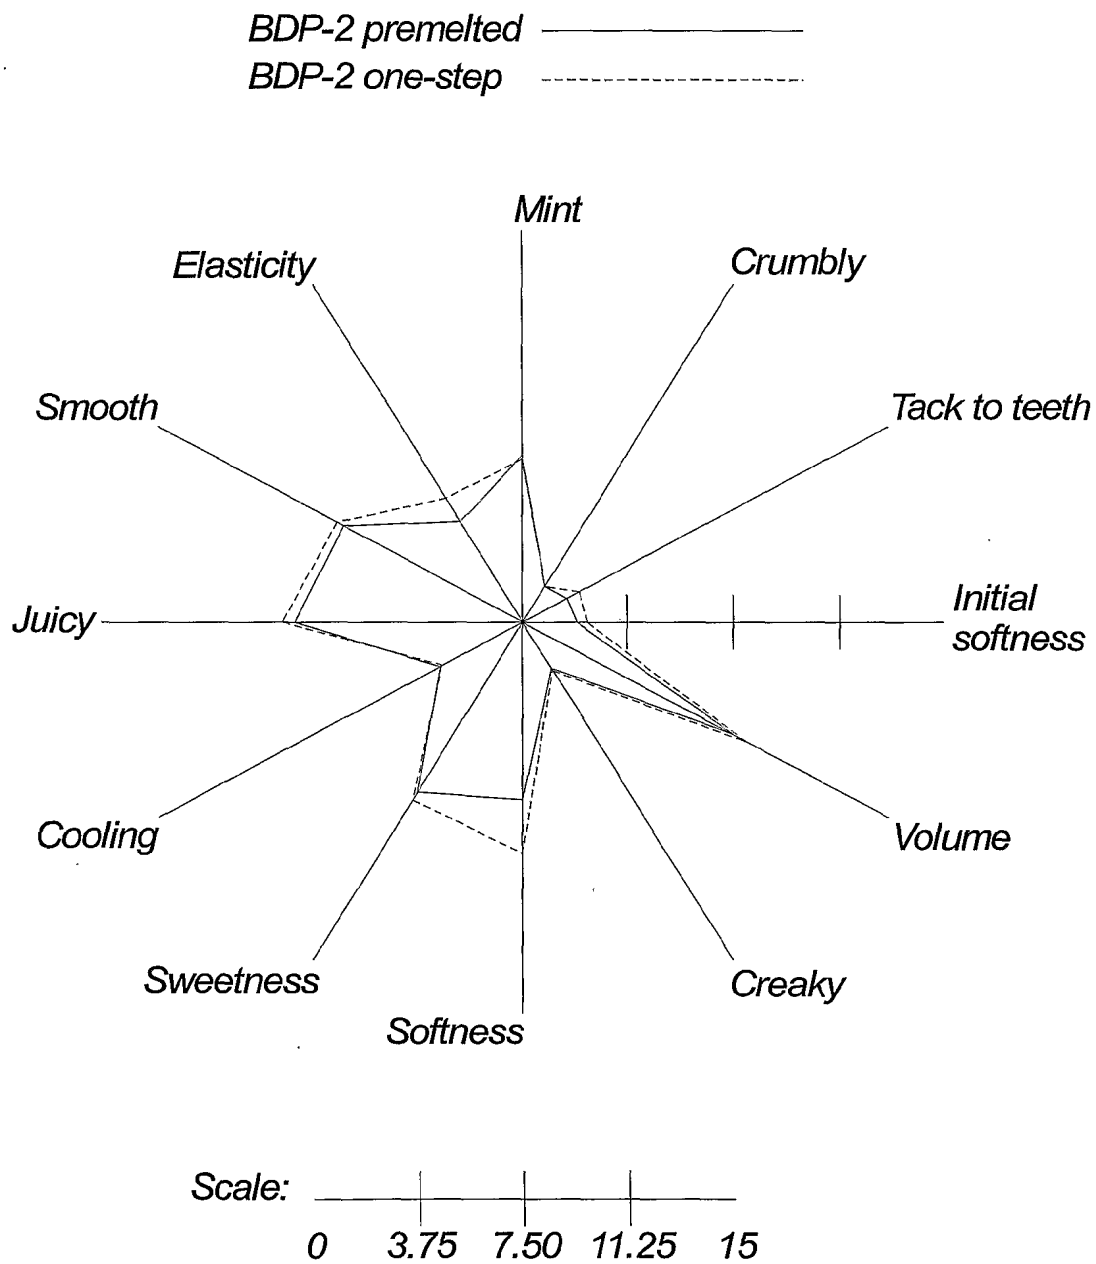 BDP-2 premelted
BDP-2 one-step
Mint
Elasticity
Crumbly
Smooth
Tack to teeth
Juicy
Initial
softness
Cooling
Volume
Sweetness
Creaky
Softness
Scale:
0 3.75 7.50 11.25 15